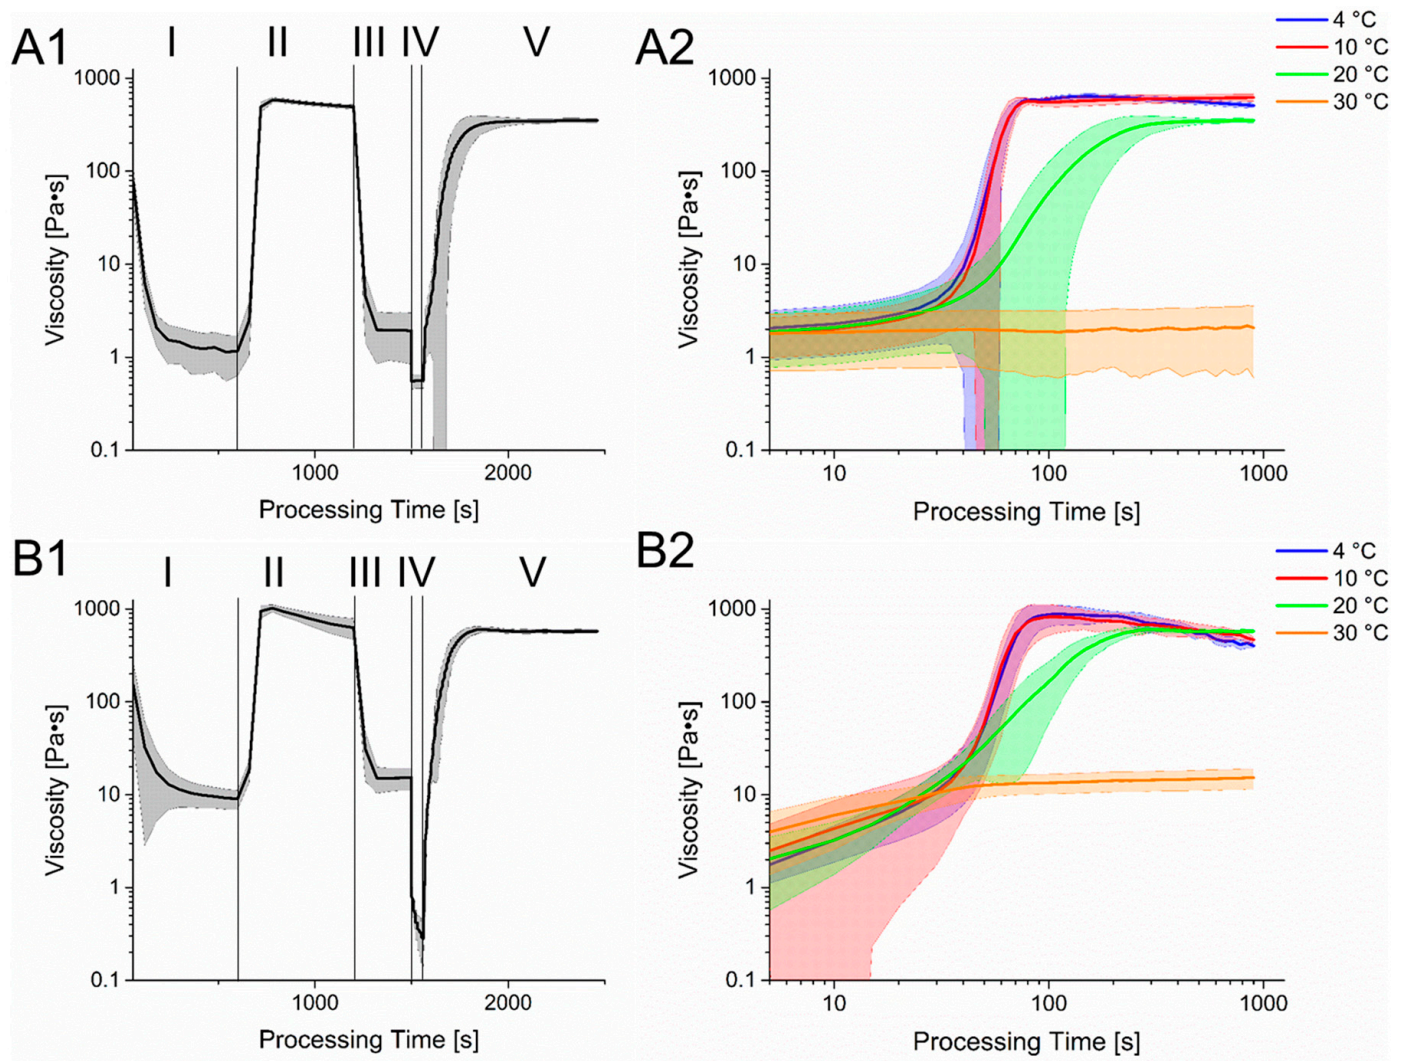 A1
I II III IV V
1000
100
10
1
0.1
Viscosity [Pa•s]
1000 2000
Processing Time [s]
A2
4 °C
10 °C
20 °C
30 °C
1000
100
10
1
0.1
Viscosity [Pa•s]
10 100 1000
Processing Time [s]
B1
I II III IV V
1000
100
10
1
0.1
Viscosity [Pa•s]
1000 2000
Processing Time [s]
B2
4 °C
10 °C
20 °C
30 °C
1000
100
10
1
0.1
Viscosity [Pa•s]
10 100 1000
Processing Time [s]